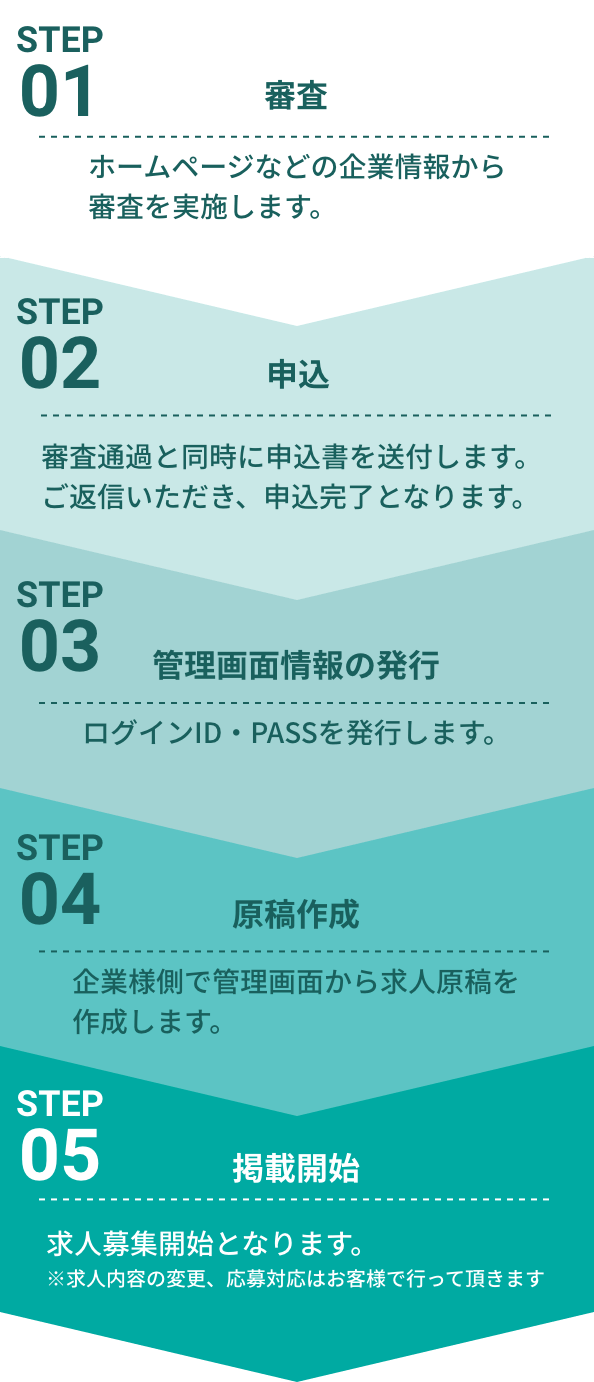 STEP
01
審査
ホームページなどの企業情報から
審査を実施します。
STEP
02
申込
審査通過と同時に申込書を送付します。
ご返信いただき、申込完了となります。
STEP
03
管理画面情報の発行
ログインID・PASSを発行します。
STEP
04
原稿作成
企業様側で管理画面から求人原稿を
作成します。
STEP
05
掲載開始
求人募集開始となります。
※求人内容の変更、応募対応はお客様で行って頂きます